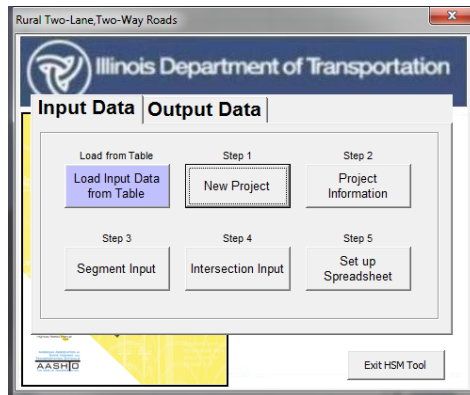 Rural Two-Lane,Two-Way Roads
Illinois Department of Transportation
Input Data
Output Data
Load from Table
Step 1
Step 2
Load Input Data
from Table
New Project
Project
Information
Step 3
Step 4
Step 5
Segment Input
Intersection Input
Set up
Spreadsheet
AASHTO
Exit HSM Tool